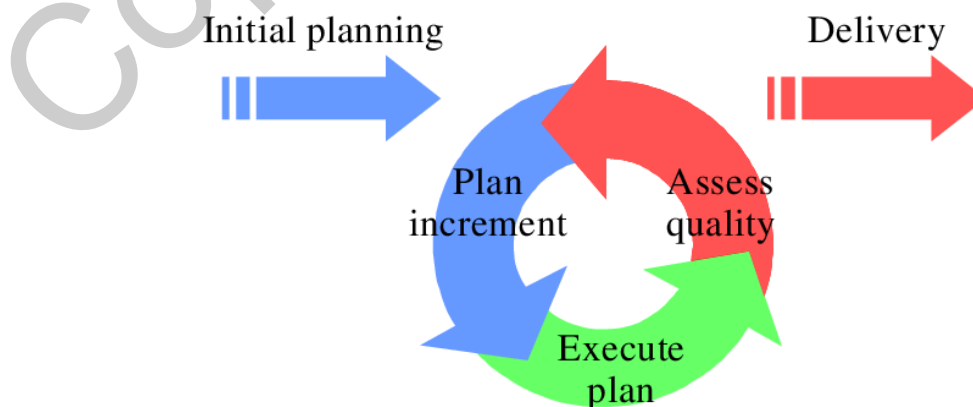 Initial planning
Delivery
Plan
increment
Assess
quality
Execute
plan